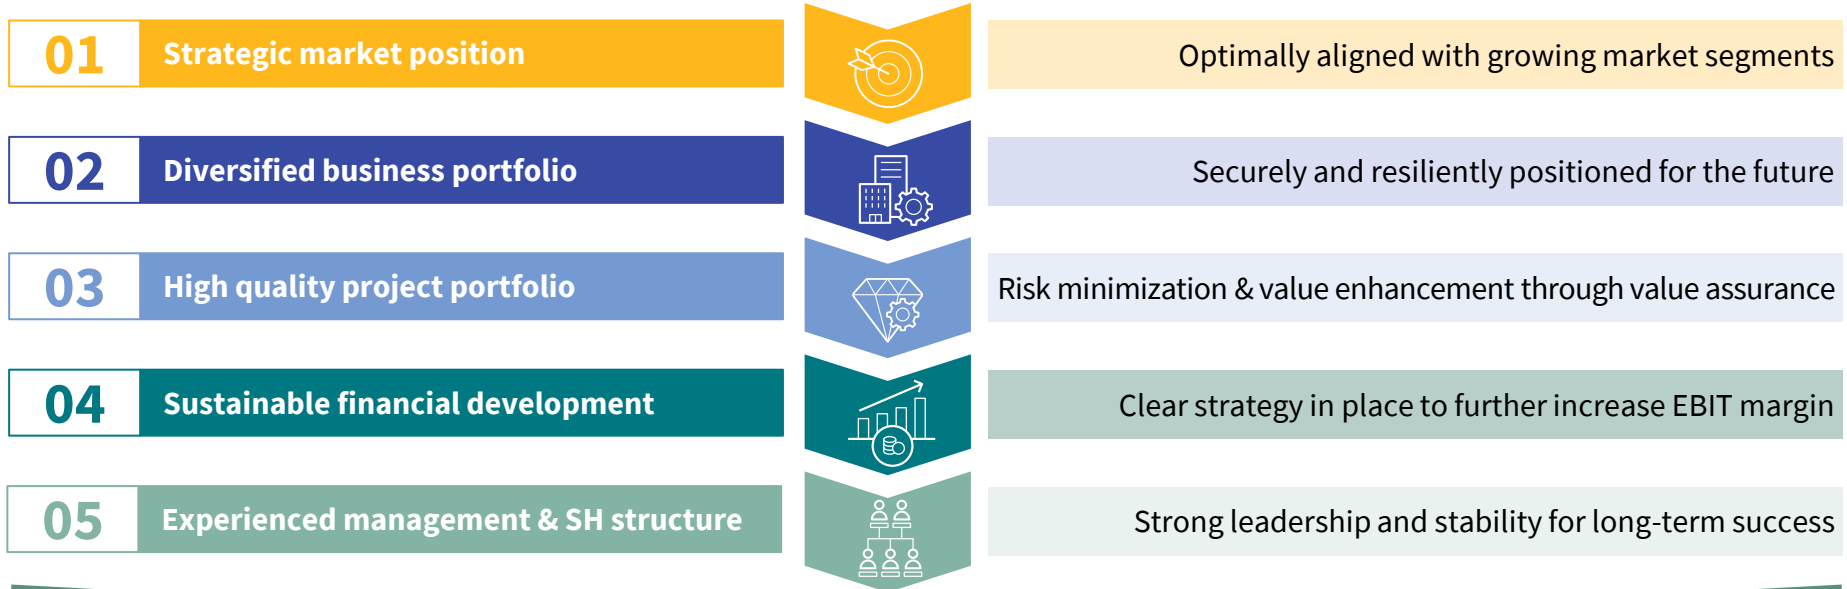 01 Strategic market position Optimally aligned with growing market segments
02 Diversified business portfolio Securely and resiliently positioned for the future
03 High quality project portfolio Risk minimization & value enhancement through value assurance
04 Sustainable financial development Clear strategy in place to further increase EBIT margin
05 Experienced management & SH structure Strong leadership and stability for long-term success